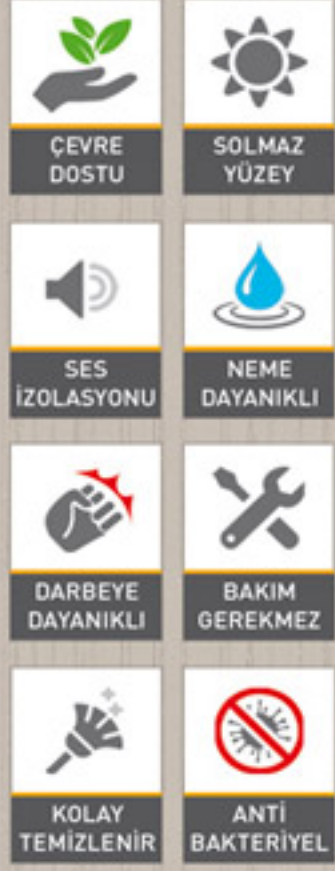 ÇEVRE
DOSTU
SOLMAZ
YÜZEY
SES
İZOLASYONU
NEME
DAYANIKLI
DARBEYE
DAYANIKLI
BAKIM
GEREKMEZ
KOLAY
TEMİZLENİR
ANTİ
BAKTERİYEL